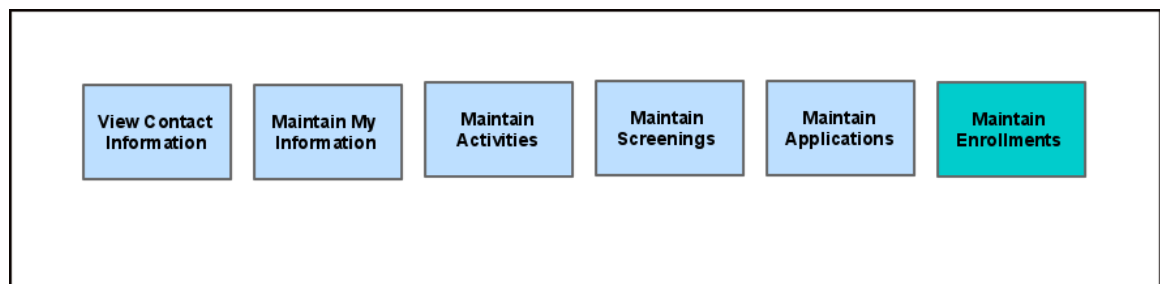 View Contact
Information
Maintain My
Information
Maintain
Activities
Maintain
Screenings
Maintain
Applications
Maintain
Enrollments